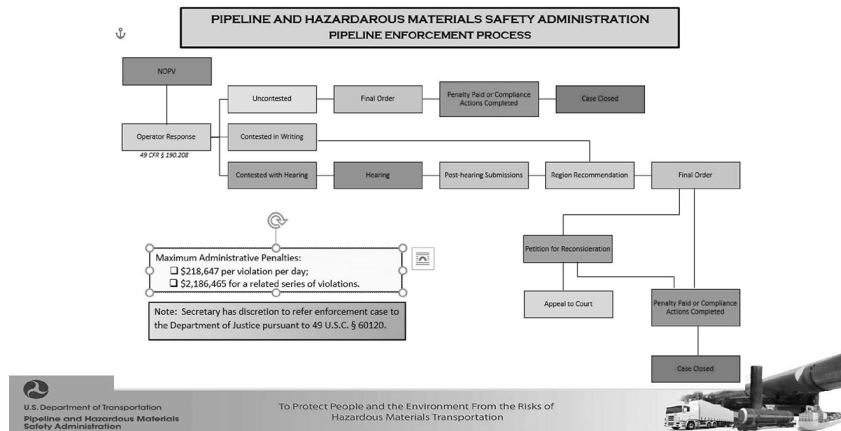 PIPELINE AND HAZARDAROUS MATERIALS SAFETY ADMINISTRATION
PIPELINE ENFORCEMENT PROCESS
NOPV
Uncontested
Final Order
Penalty Paid or Compliance
Actions Completed
Case Closed
Operator Response
49 CFR § 190.208
Contested in Writing
Contested with Hearing
Hearing
Post-hearing Submissions
Region Recommendation
Final Order
Petition for Reconsideration
Appeal to Court
Penalty Paid or Compliance
Actions Completed
Case Closed
Maximum Administrative Penalties:
$218,647 per violation per day;
$2,186,465 for a related series of violations.
Note: Secretary has discretion to refer enforcement case to
the Department of Justice pursuant to 49 U.S.C. § 60120.
U.S. Department of Transportation
Pipeline and Hazardous Materials
Safety Administration
To Protect People and the Environment From the Risks of
Hazardous Materials Transportation